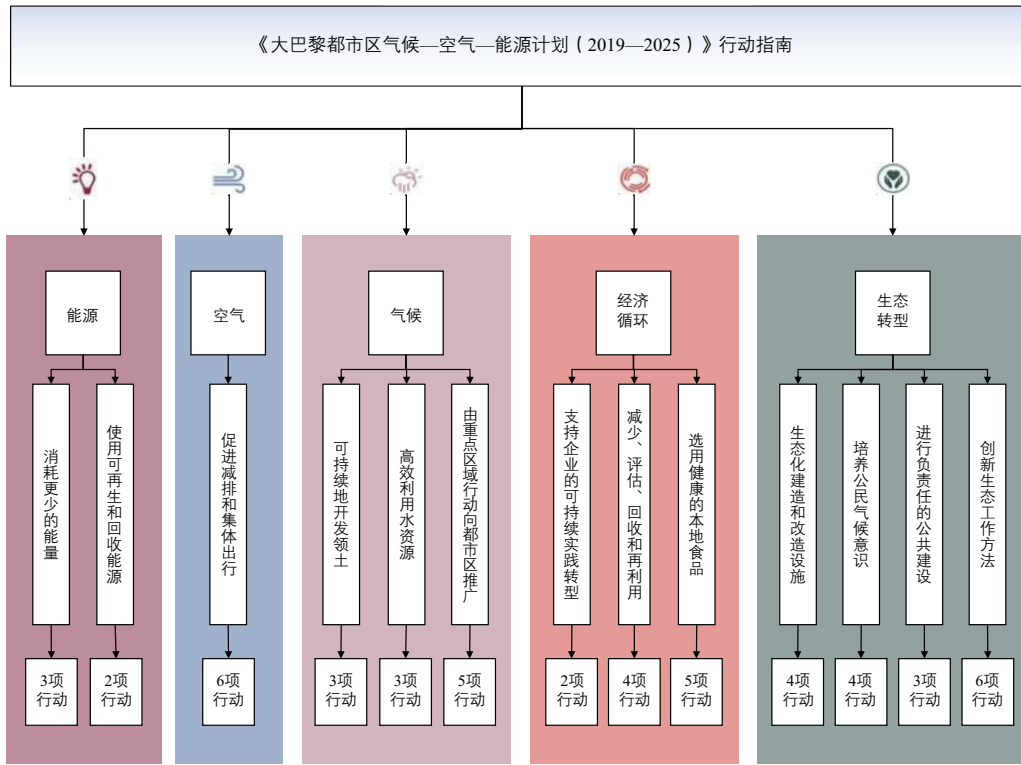 《大巴黎都市区气候—空气—能源计划（2019—2025）》行动指南
能源
空气
气候
经济
循环
生态
转型
消耗更少的能量
使用可再生和回收能源
促进减排和集体出行
可持续地开发领土
高效利用水资源
由重点区域行动向都市区推广
支持企业的可持续实践转型
减少、评估、回收和再利用
选用健康的本地食品
生态化建造和改造设施
培养公民气候意识
进行负责任的公共建设
创新生态工作方法
3项
行动
2项
行动
6项
行动
3项
行动
3项
行动
5项
行动
2项
行动
4项
行动
5项
行动
4项
行动
4项
行动
3项
行动
6项
行动